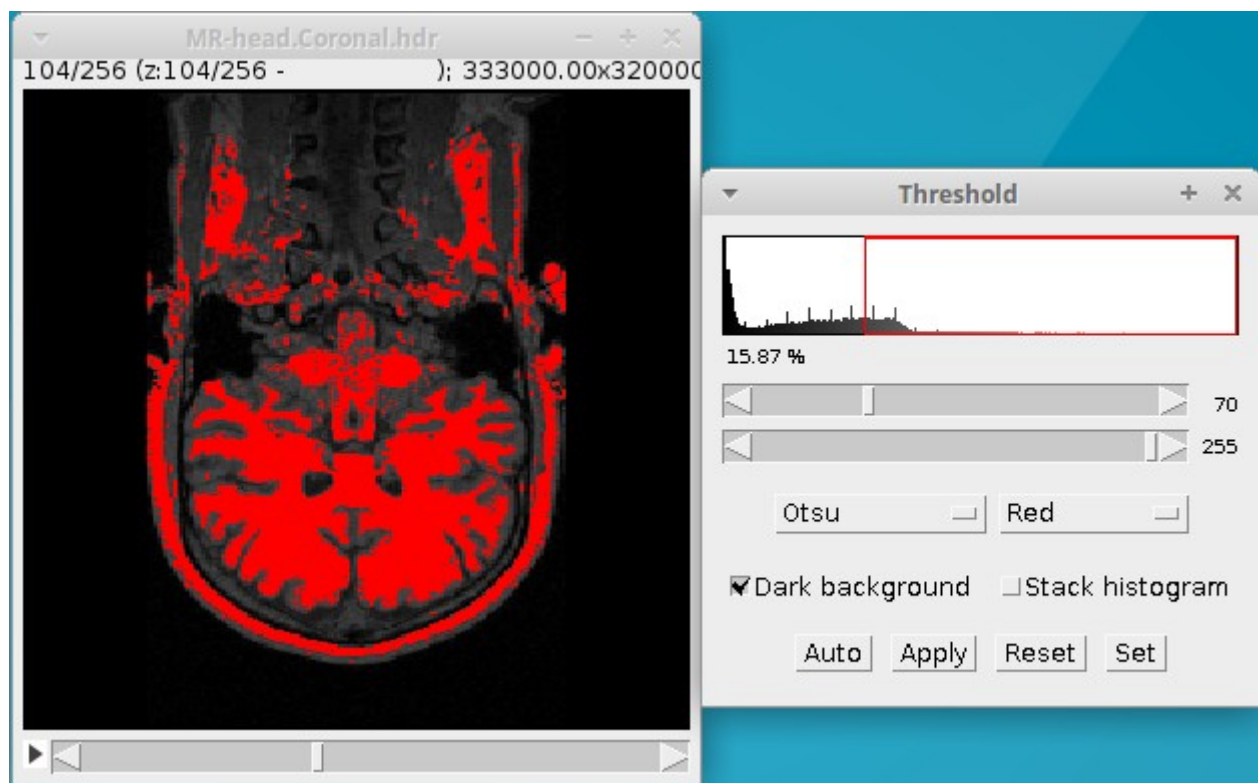 MR-head.Coronal.hdr
104/256 (z:104/256 - ); 333000.00x320000
Threshold
15.87 %
70
255
Otsu Red
Dark background Stack histogram
Auto Apply Reset Set